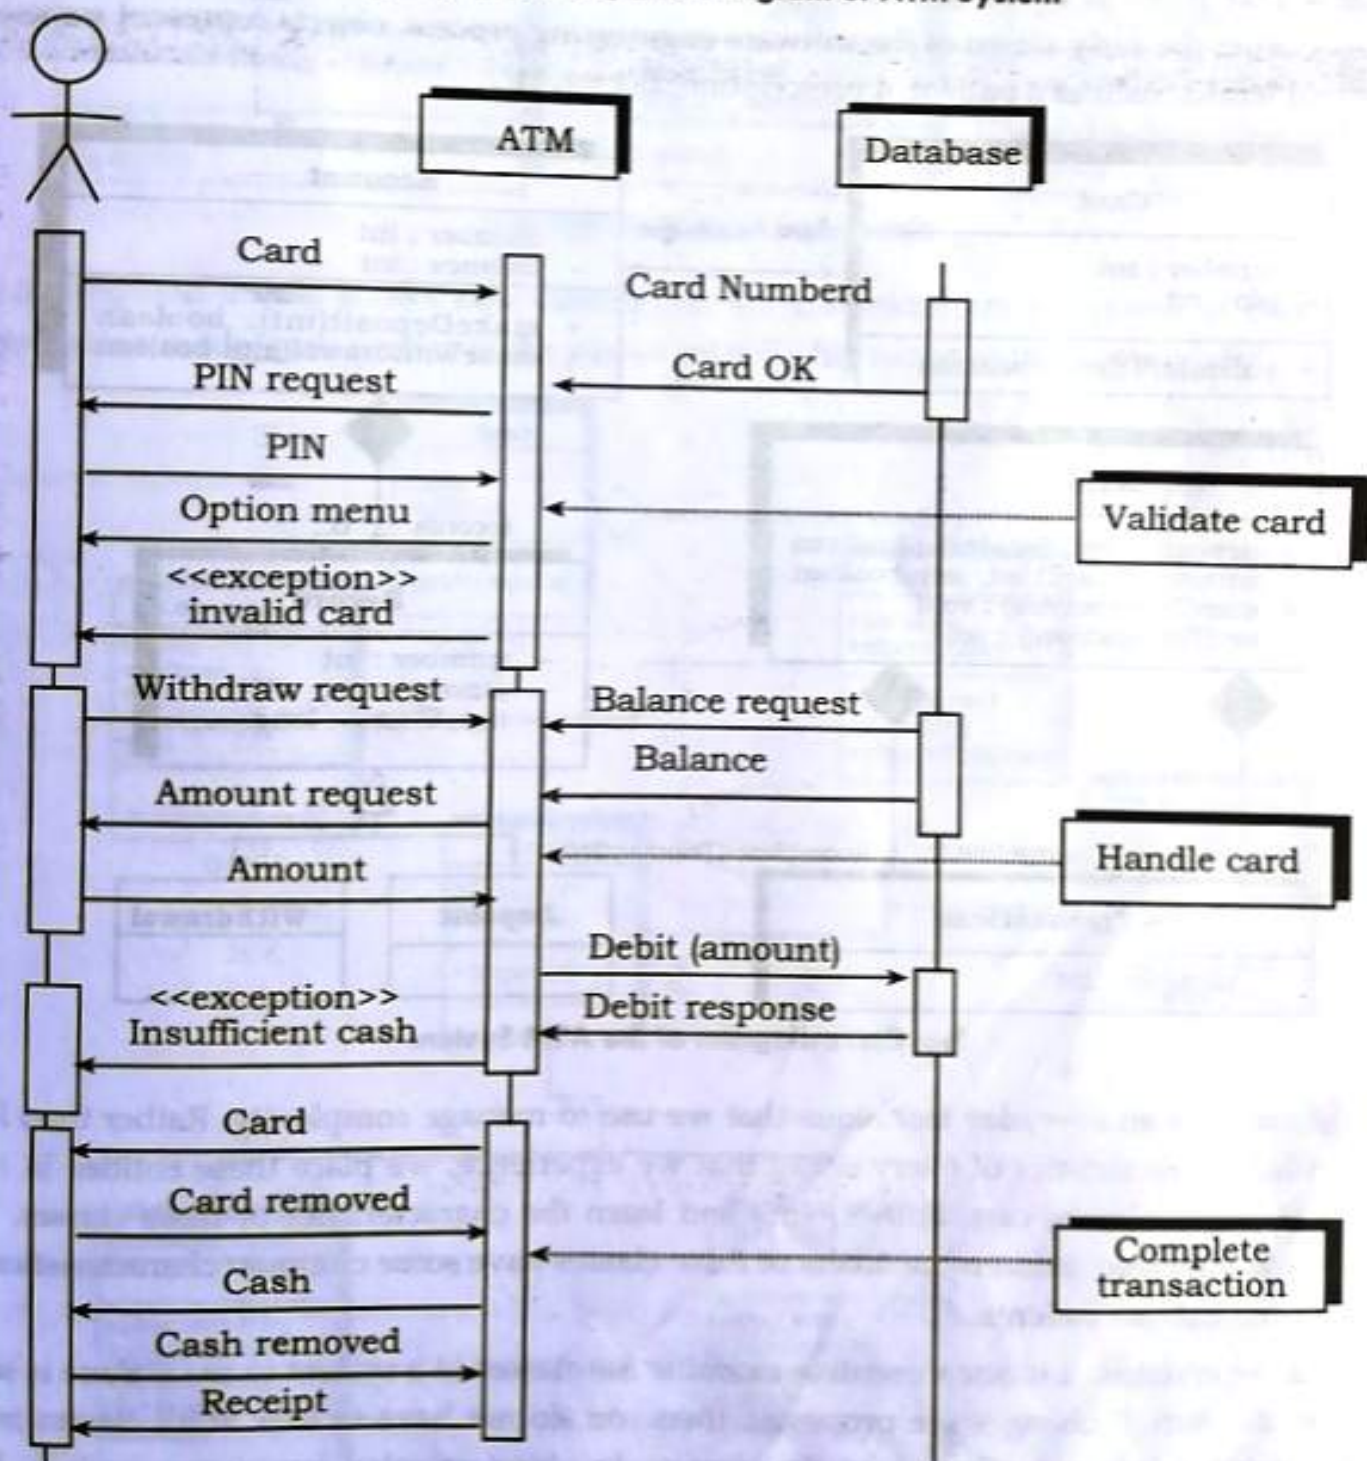 ATM System
ATM
Database
Card
Card Numberd
Card OK
PIN request
PIN
Option menu
Validate card
<<exception>>
invalid card
Withdraw request
Balance request
Balance
Amount request
Handle card
Amount
Debit (amount)
<<exception>>
Debit response
Insufficient cash
Card
Card removed
Complete
transaction
Cash
Cash removed
Receipt